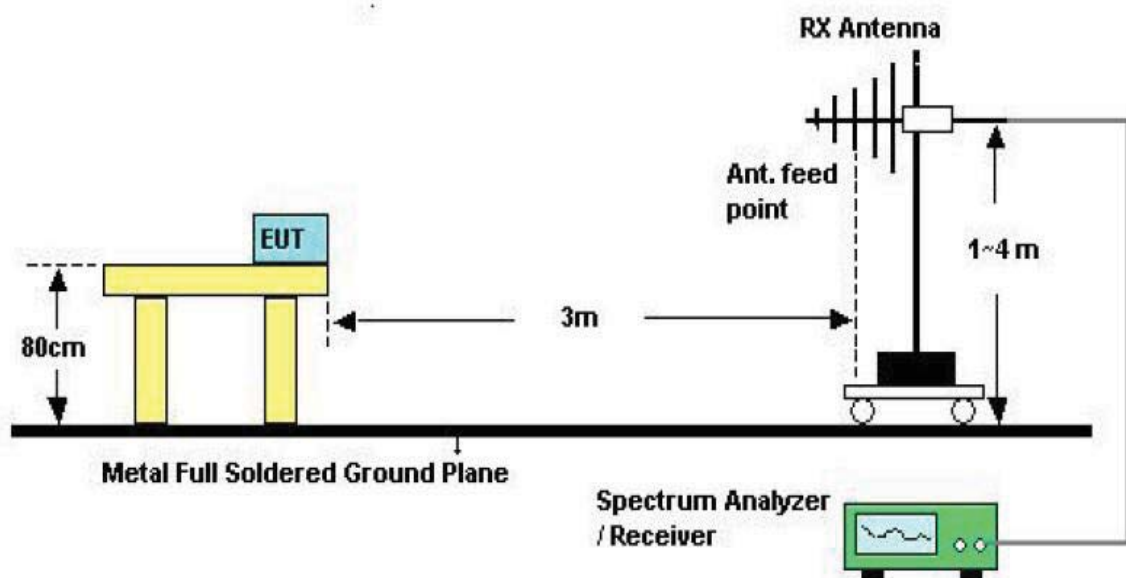 RX Antenna
Ant. feed
point
EUT
1~4 m
3m
80cm
Metal Full Soldered Ground Plane
Spectrum Analyzer
/ Receiver